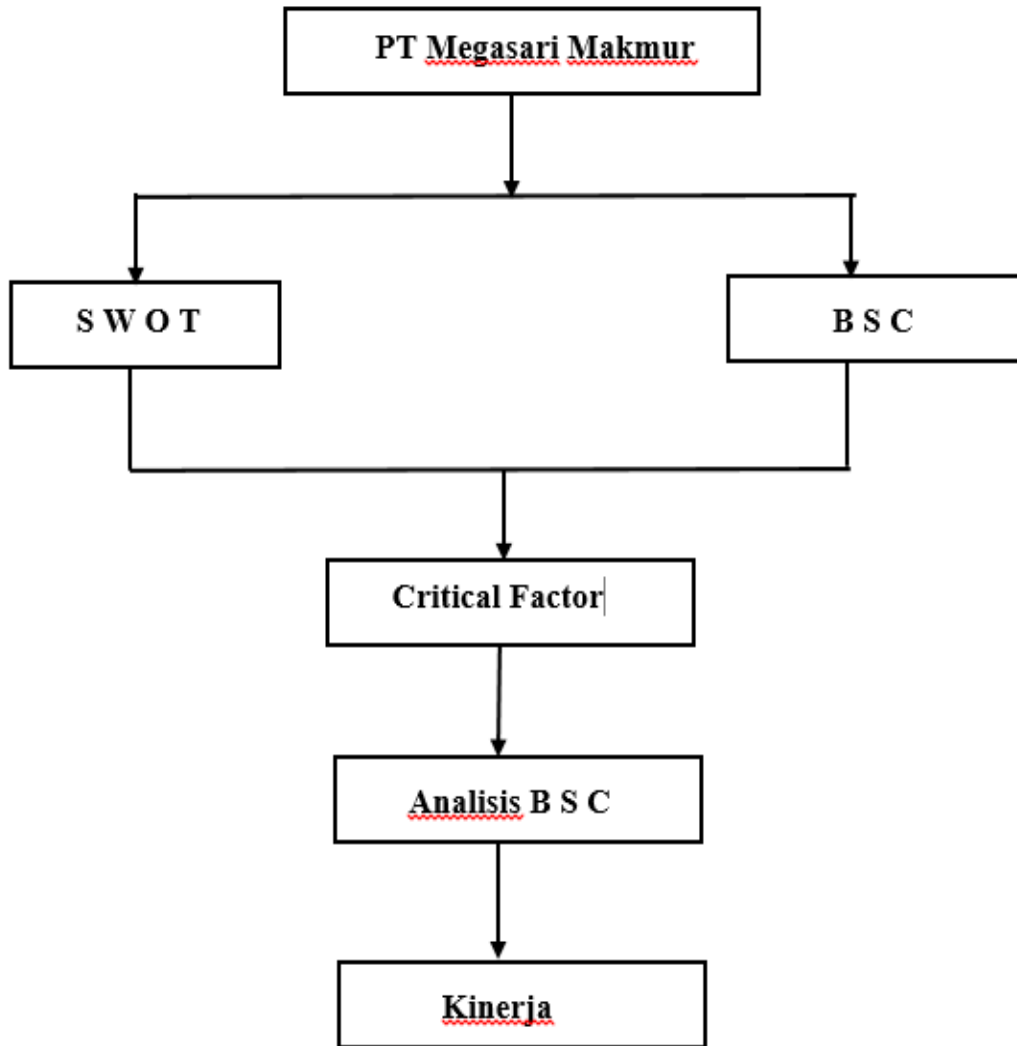 PT Megasari Makmur
S W O T
B S C
Critical Factor
Analisis B S C
Kinerja